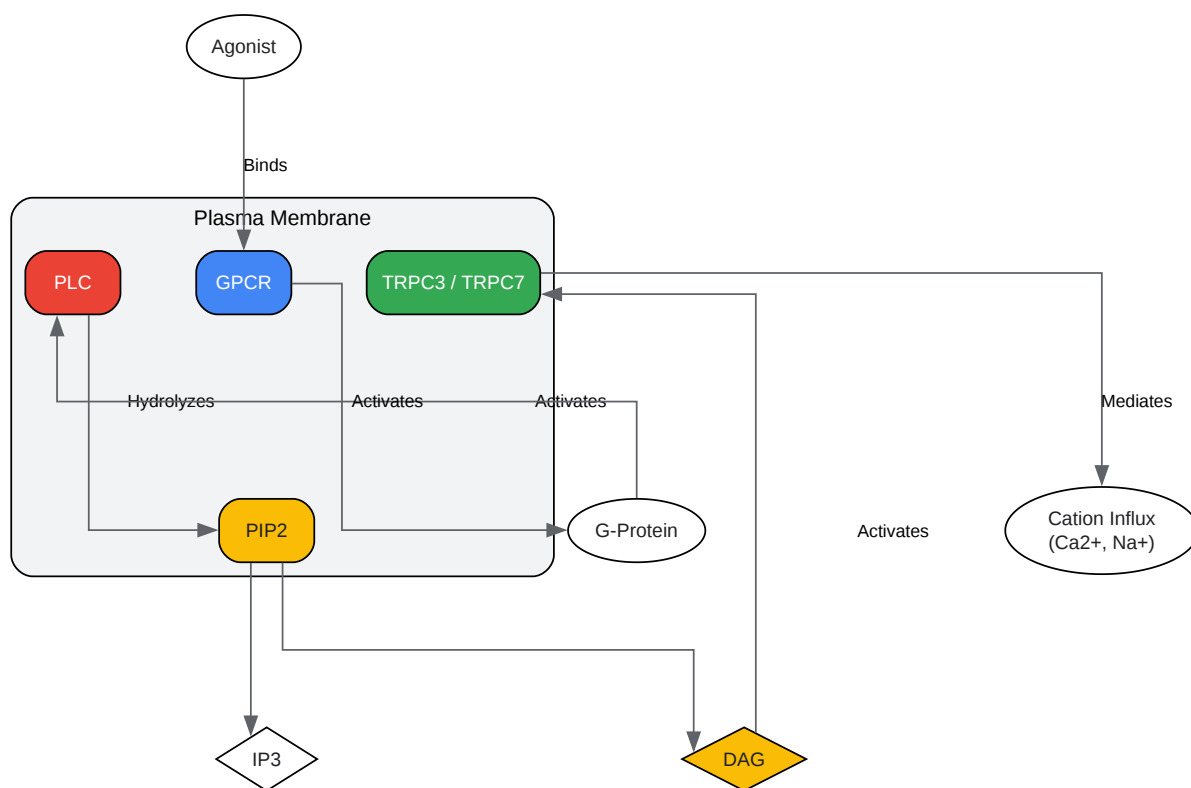 Agonist
Binds
Plasma Membrane
PLC
GPCR
TRPC3 / TRPC7
Hydrolyzes
Activates
Activates
Mediates
PIP2
G-Protein
Activates
Cation Influx
(Ca2+, Na+)
IP3
DAG